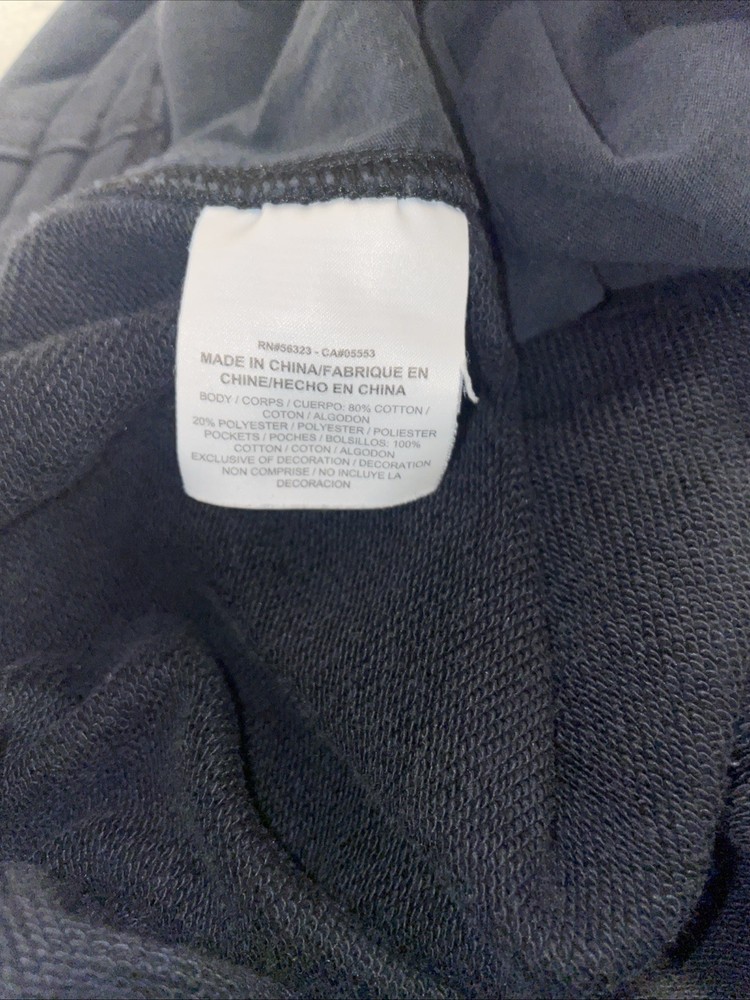 RN#56323 - CA#05553
MADE IN CHINA/FABRIQUE EN
CHINE/HECHO EN CHINA
BODY / CORPS / CUERPO: 80% COTTON /
COTON / ALGODON
20% POLYESTER / POLYESTER / POLIESTER
POCKETS / POCHES / BOLSILLOS: 100%
COTTON / COTON / ALGODON
EXCLUSIVE OF DECORATION / DECORATION
NON COMPRISE / NO INCLUYE LA
DECORACION